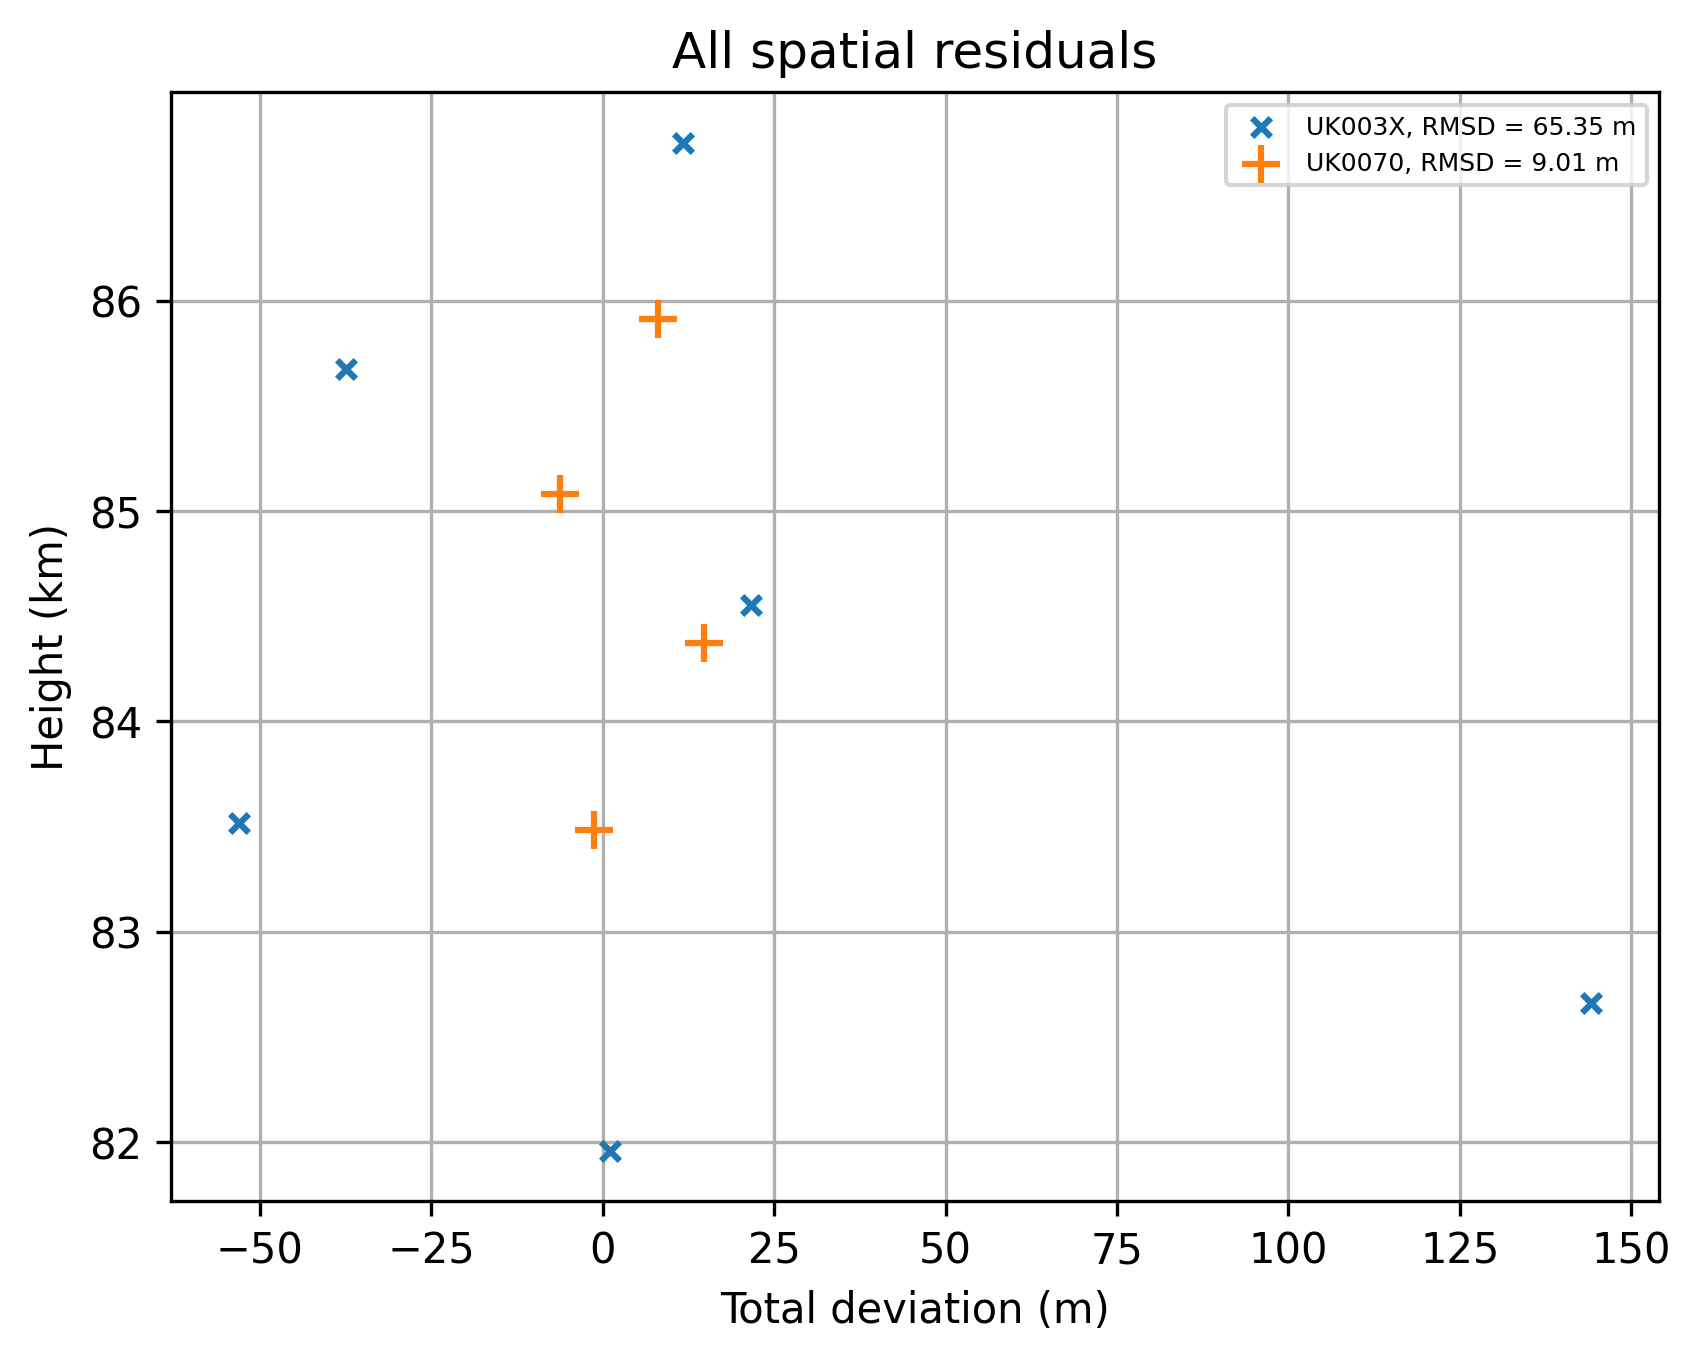 All spatial residuals
UK003X, RMSD = 65.35 m
UK0070, RMSD = 9.01 m
86
85
84
83
82
Height (km)
−50 −25 0 25 50 75 100 125 150
Total deviation (m)